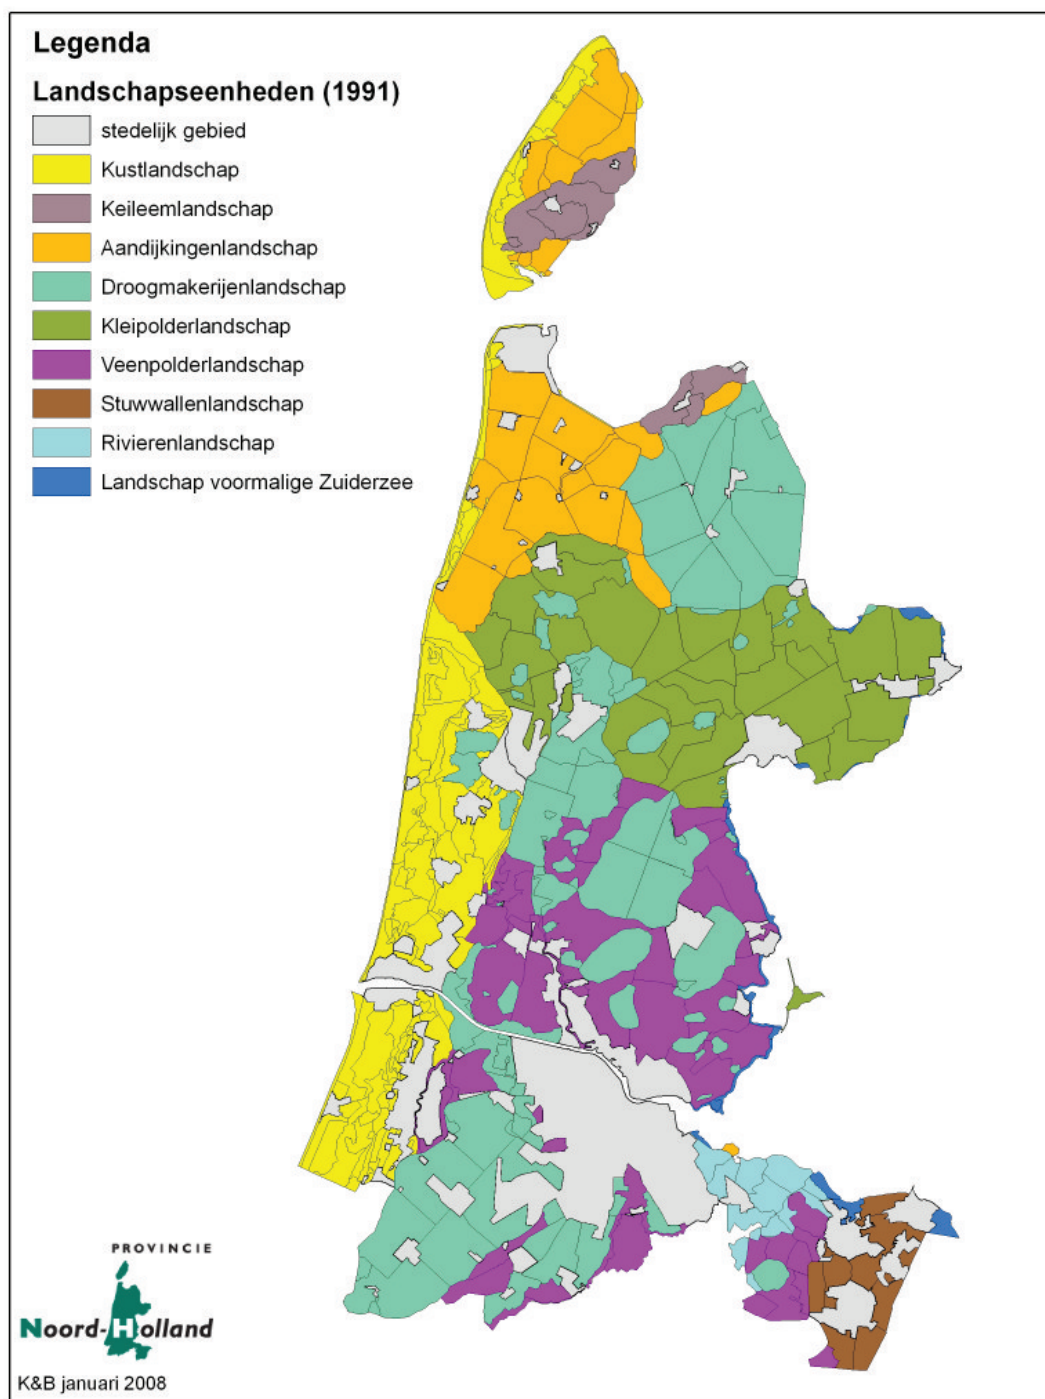 Legenda
Landschapseenheden (1991)
stedelijk gebied
Kustlandschap
Keileemlandschap
Aandijkingenlandschap
Droogmakerijenlandschap
Kleipolderlandschap
Veenpolderlandschap
Stuwwallenlandschap
Rivierenlandschap
Landschap voormalige Zuiderzee
PROVINCIE
Noord-Holland
K&B januari 2008